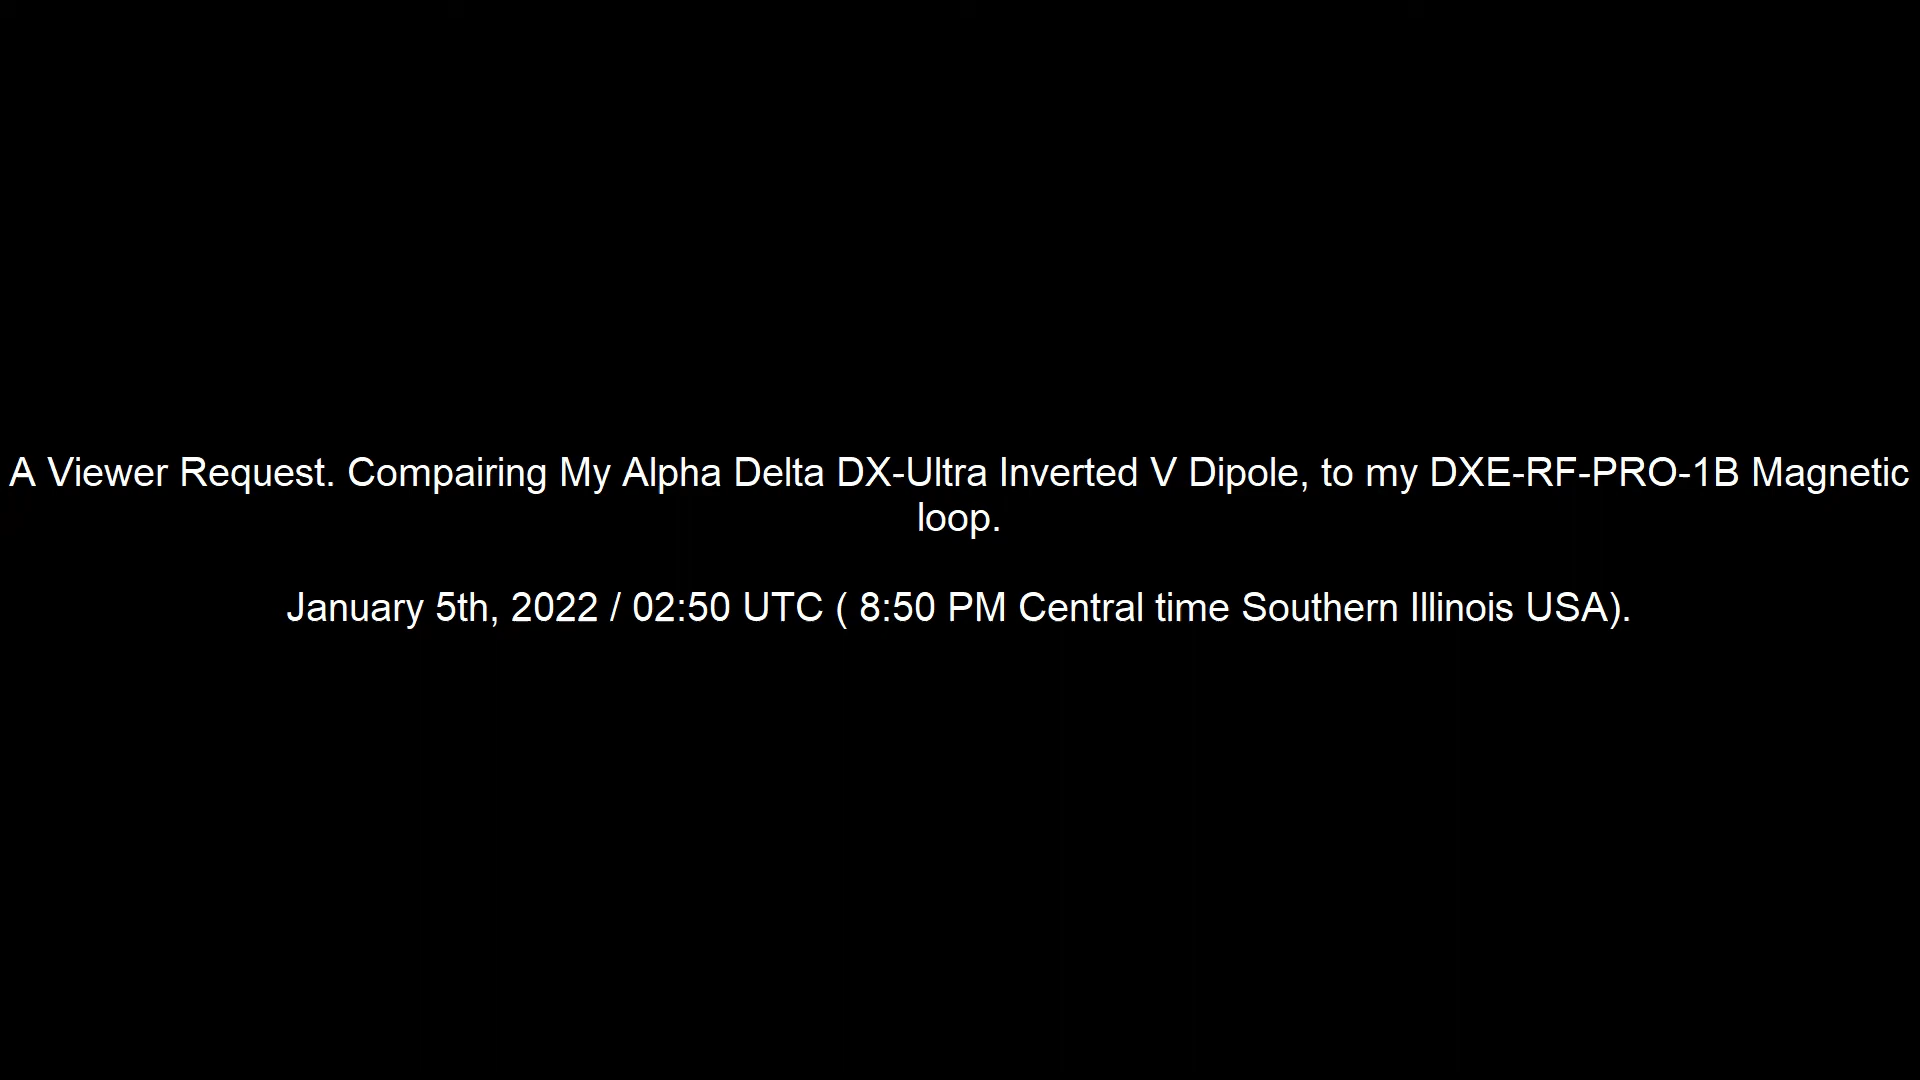 A Viewer Request. Compairing My Alpha Delta DX-Ultra Inverted V Dipole, to my DXE-RF-PRO-1B Magnetic
loop.
January 5th, 2022 / 02:50 UTC ( 8:50 PM Central time Southern Illinois USA).